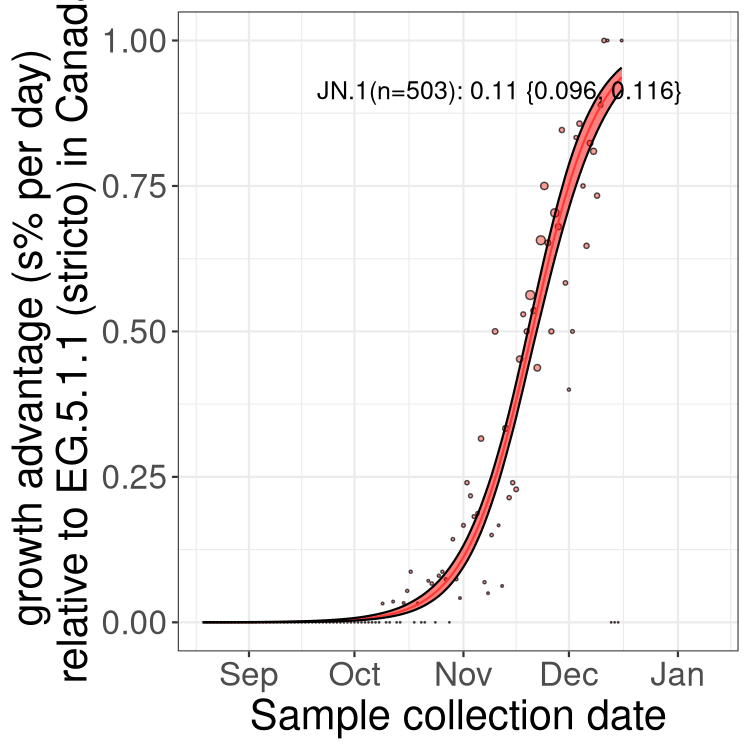 growth advantage (s% per day)
relative to EG.5.1.1 (stricto) in Canada
1.00
0.75
0.50
0.25
0.00
JN.1(n=503): 0.11 {0.096, 0.116}
Sep Oct Nov Dec Jan
Sample collection date